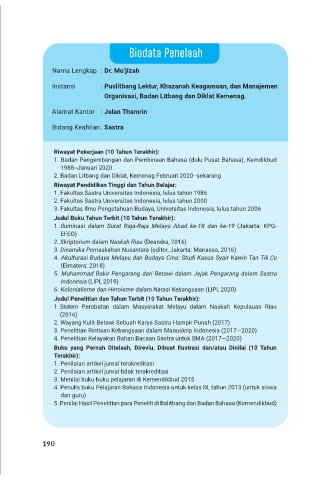 Biodata Penelaah
Nama Lengkap : Dr. Mu'jizah
Instansi : Puslitbang Lektur, Khazanah Keagamaan, dan Manajemen
Organisasi, Badan Litbang dan Diklat Kemenag.
Alamat Kantor : Jalan Thamrin
Bidang Keahlian : Sastra
Riwayat Pekerjaan (10 Tahun Terakhir):
1. Badan Pengembangan dan Pembinaan Bahasa (dulu Pusat Bahasa), Kemdikbud
1988–Januari 2020
2. Badan Litbang dan Diklat, Kemenag Februari 2020–sekarang
Riwayat Pendidikan Tinggi dan Tahun Belajar:
1. Fakultas Sastra Universitas Indonesia, lulus tahun 1986
2. Fakultas Sastra Universitas Indonesia, lulus tahun 2000
3. Fakultas Ilmu Pengetahuan Budaya, Universitas Indonesia, lulus tahun 2006
Judul Buku Tahun Terbit (10 Tahun Terakhir):
1. Iluminasi dalam Surat Raja-Raja Melayu Abad ke-18 dan ke-19 (Jakarta: KPG-
EFEO)
2. Skriptorium dalam Naskah Riau (Deandra, 2016)
3. Dinamika Pernaskahan Nusantara (editor, Jakarta: Manassa, 2016)
4. Akulturasi Budaya Melayu dan Budaya Cina: Studi Kasus Syair Kawin Tan Tik Cu
(Elmatera: 2018)
5. Muhammad Bakir Pengarang dari Betawi dalam Jejak Pengarang dalam Sastra
Indonesia (LIPI, 2019)
6. Kolonialisme dan Heroisme dalam Narasi Kebangsaan (LIPI, 2020)
Judul Penelitian dan Tahun Terbit (10 Tahun Terakhir):
1. Sistem Perobatan dalam Masyarakat Melayu dalam Naskah Kepulauan Riau
(2016)
2. Wayang Kulit Betawi Sebuah Karya Sastra Hampir Punah (2017)
3. Penelitian Rintisan Kebangsaan dalam Manuskrip Indonesia (2017—2020)
4. Penelitian Kelayakan Bahan Bacaan Sastra untuk SMA (2017—2020)
Buku yang Pernah Ditelaah, Direviu, Dibuat Ilustrasi dan/atau Dinilai (10 Tahun
Terakhir):
1. Penilaian artikel jurnal terakreditasi
2. Penilaian artikel jurnal tidak terakreditasi
3. Menilai buku-buku pelajaran di Kemendikbud 2015
4. Penulis buku Pelajaran Bahasa Indonesia untuk kelas IX, tahun 2013 (untuk siswa
dan guru)
5. Penilai Hasil Penelitian para Peneliti di Balitbang dan Badan Bahasa (Kemendikbud)
190